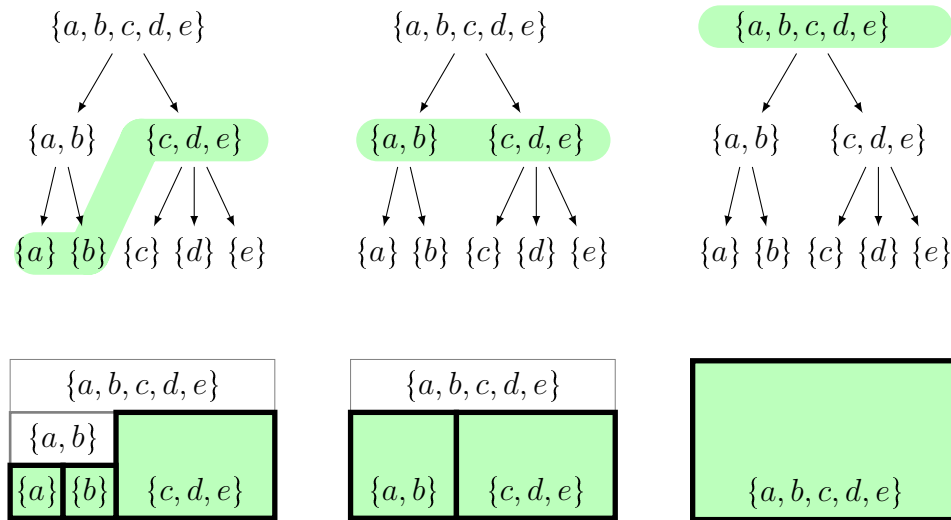 {a, b, c, d, e} {a, b, c, d, e} {a, b, c, d, e}
{a, b} {c, d, e} {a, b} {c, d, e} {a, b} {c, d, e}
{a} {b} {c} {d} {e} {a} {b} {c} {d} {e} {a} {b} {c} {d} {e}
{a, b, c, d, e} {a, b, c, d, e}
{a, b}
{a} {b} {c, d, e} {a, b} {c, d, e} {a, b, c, d, e}